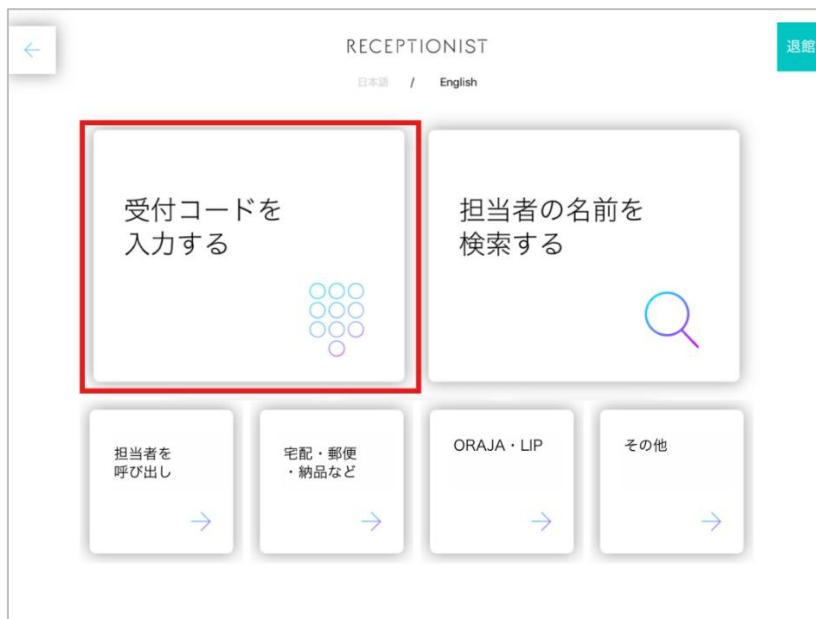 RECEPTIONIST
退館
日本語 / English
受付コードを
入力する
担当者の名前を
検索する
担当者を
呼び出し
宅配・郵便
・納品など
ORAJA・LIP
その他